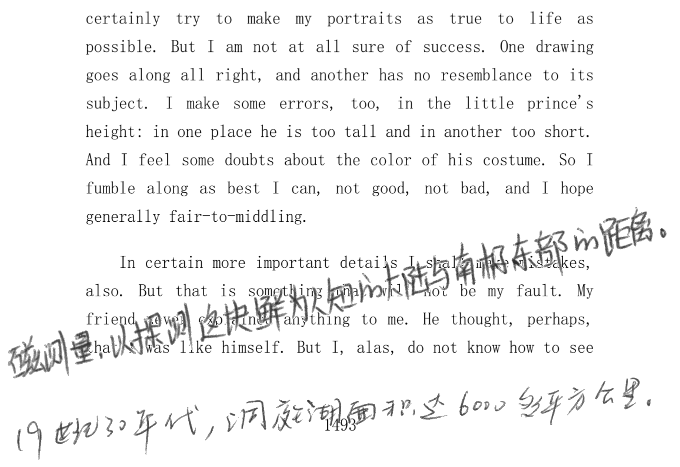 certainly try to make my portraits as true to life as
possible. But I am not at all sure of success. One drawing
goes along all right, and another has no resemblance to its
subject. I make some errors, too, in the little prince's
height: in one place he is too tall and in another too short.
And I feel some doubts about the color of his costume. So I
fumble along as best I can, not good, not bad, and I hope
generally fair-to-middling.
In certain more important details I shall make mistakes,
also. But that is something that will not be my fault. My
friend never explained anything to me. He thought, perhaps,
that I was like himself. But I, alas, do not know how to see
磁测量,以探测这块鲜为人知的大陆与南极东部的距离。
19世纪30年代,洞庭湖面积达6000多平方公里.
1493